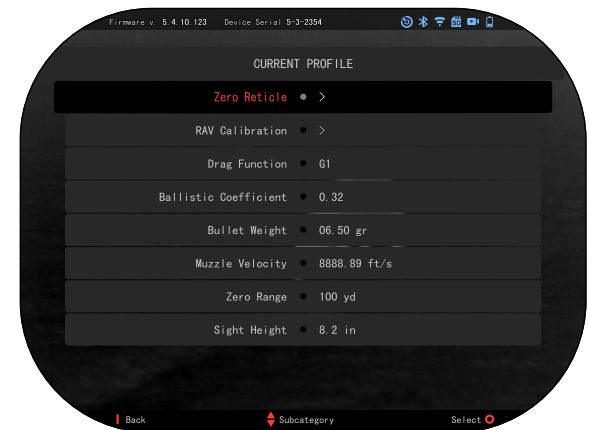 Firmware v. 5.4.10.123 Device Serial 5-3-2354
CURRENT PROFILE
Zero Reticle >
RAV Calibration >
Drag Function G1
Ballistic Coefficient 0.32
Bullet Weight 06.50 gr
Muzzle Velocity 8888.89 ft/s
Zero Range 100 yd
Sight Height 8.2 in
Back Subcategory Select